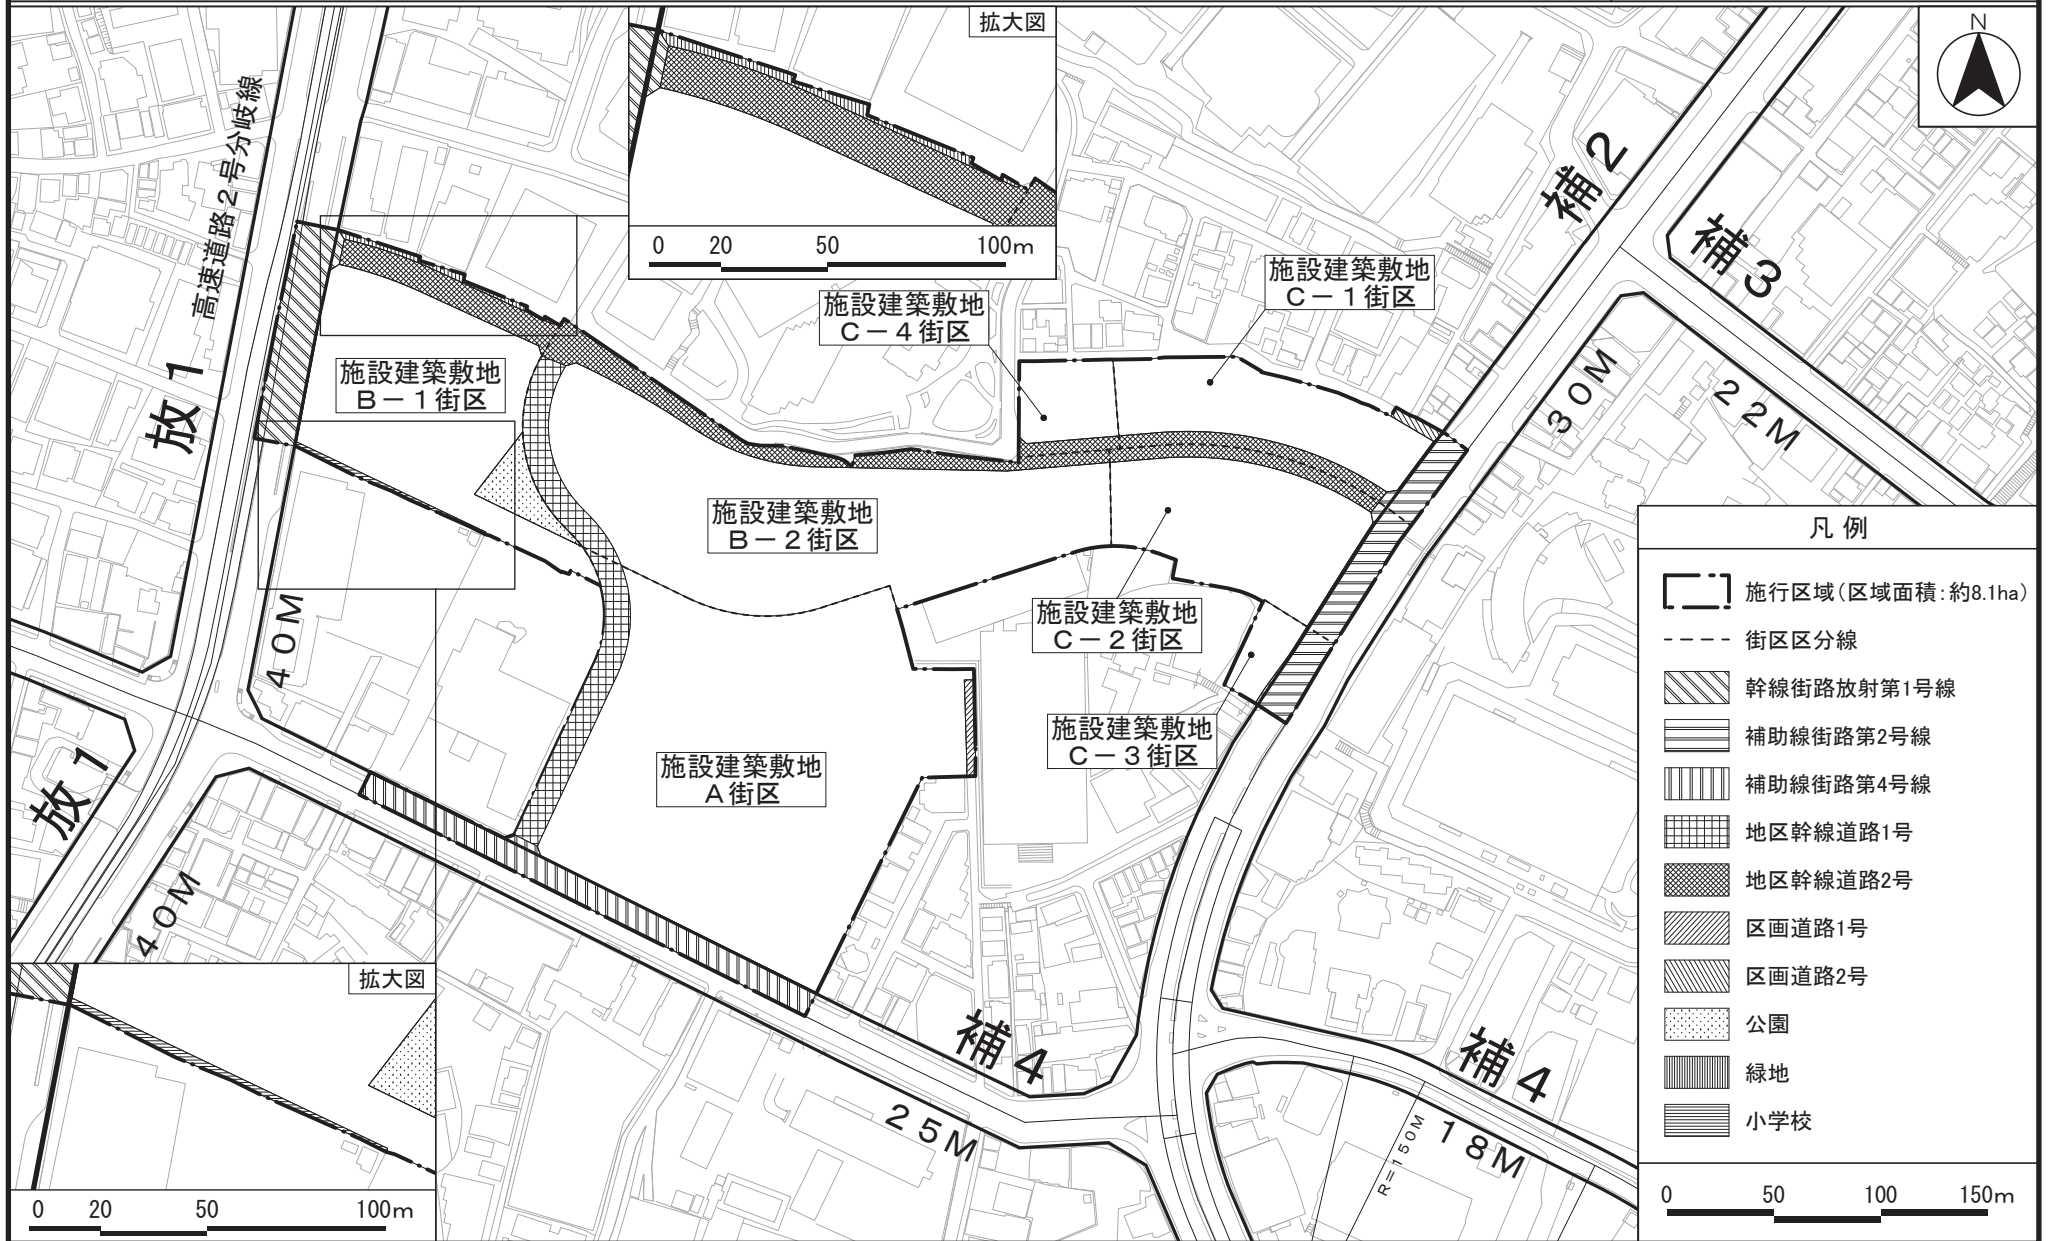 拡大図
N
0 20 50 100m
高速道路2号分岐線
補2
補3
施設建築敷地
C-1街区
施設建築敷地
C-4街区
放1
施設建築敷地
B-1街区
30M
22M
施設建築敷地
B-2街区
40M
施設建築敷地
C-2街区
施設建築敷地
C-3街区
施設建築敷地
A街区
放1
40M
拡大図
0 20 50 100m
補4
25M
補4
18M
R=150M
凡例
施行区域(区域面積:約8.1ha)
街区区分線
幹線街路放射第1号線
補助線街路第2号線
補助線街路第4号線
地区幹線道路1号
地区幹線道路2号
区画道路1号
区画道路2号
公園
緑地
小学校
0 50 100 150m